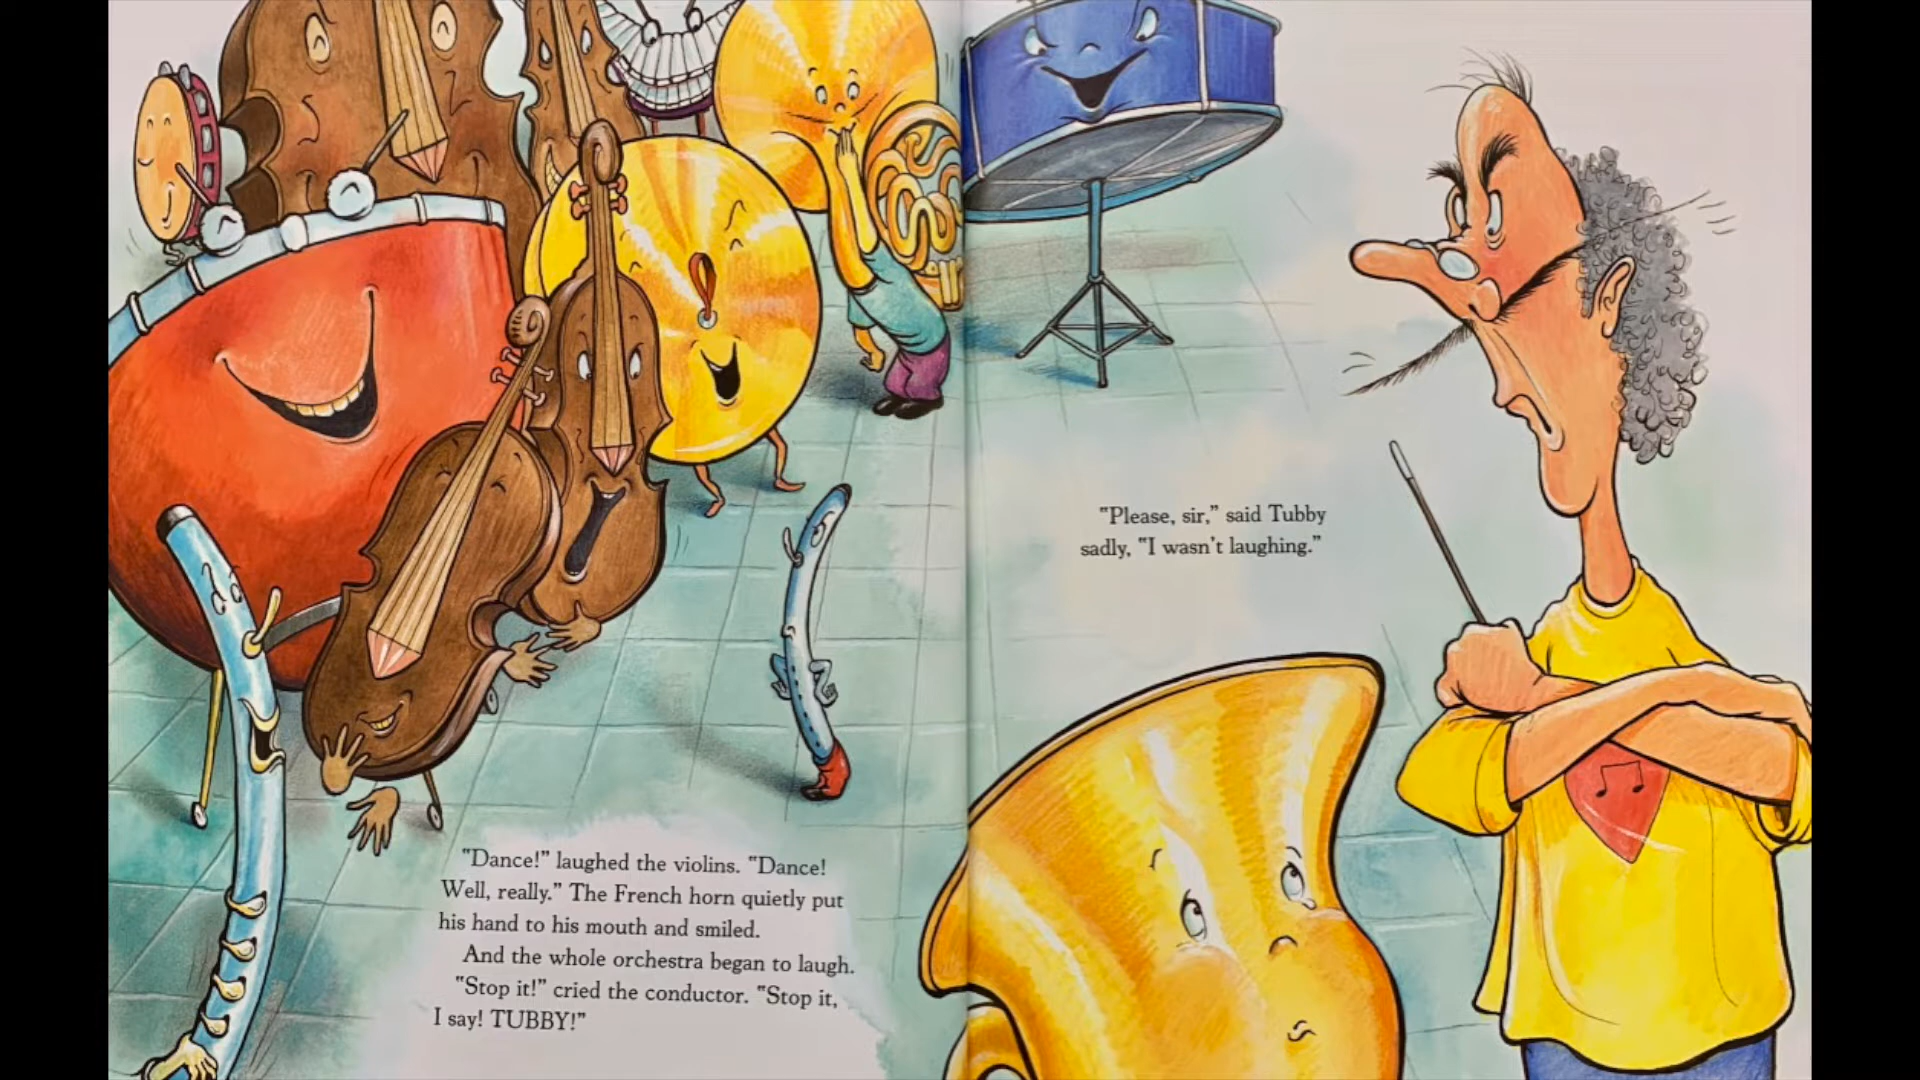 "Dance!" laughed the violins. "Dance!
Well, really." The French horn quietly put
his hand to his mouth and smiled.
And the whole orchestra began to laugh.
"Stop it!" cried the conductor. "Stop it,
I say! TUBBY!"
"Please, sir," said Tubby
sadly, "I wasn't laughing."